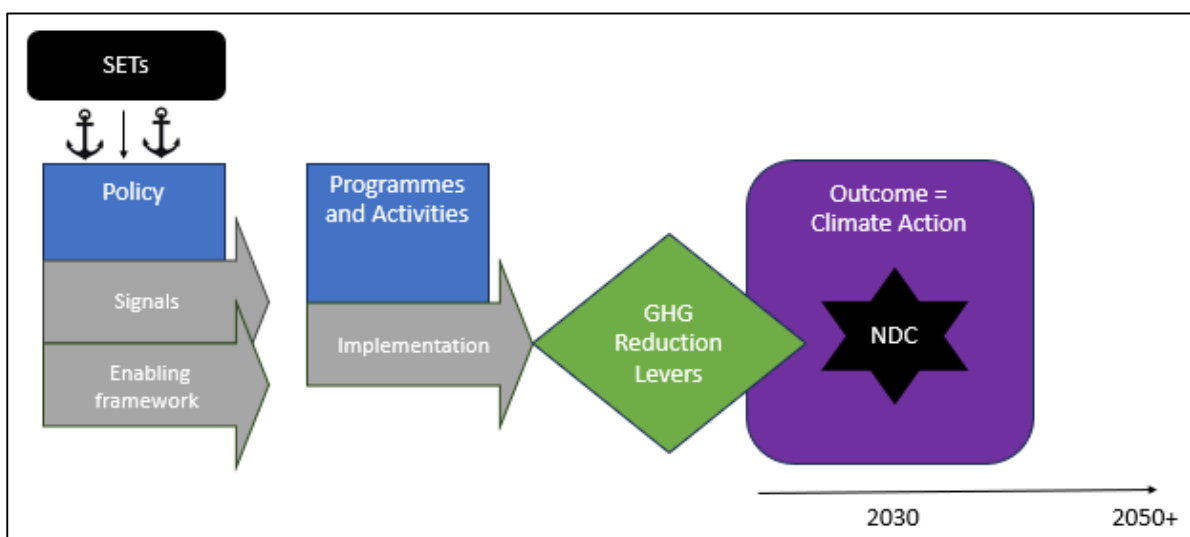 SETs
Policy
Signals
Enabling
framework
Programmes
and Activities
Implementation
GHG
Reduction
Levers
Outcome =
Climate Action
NDC
2030
2050+